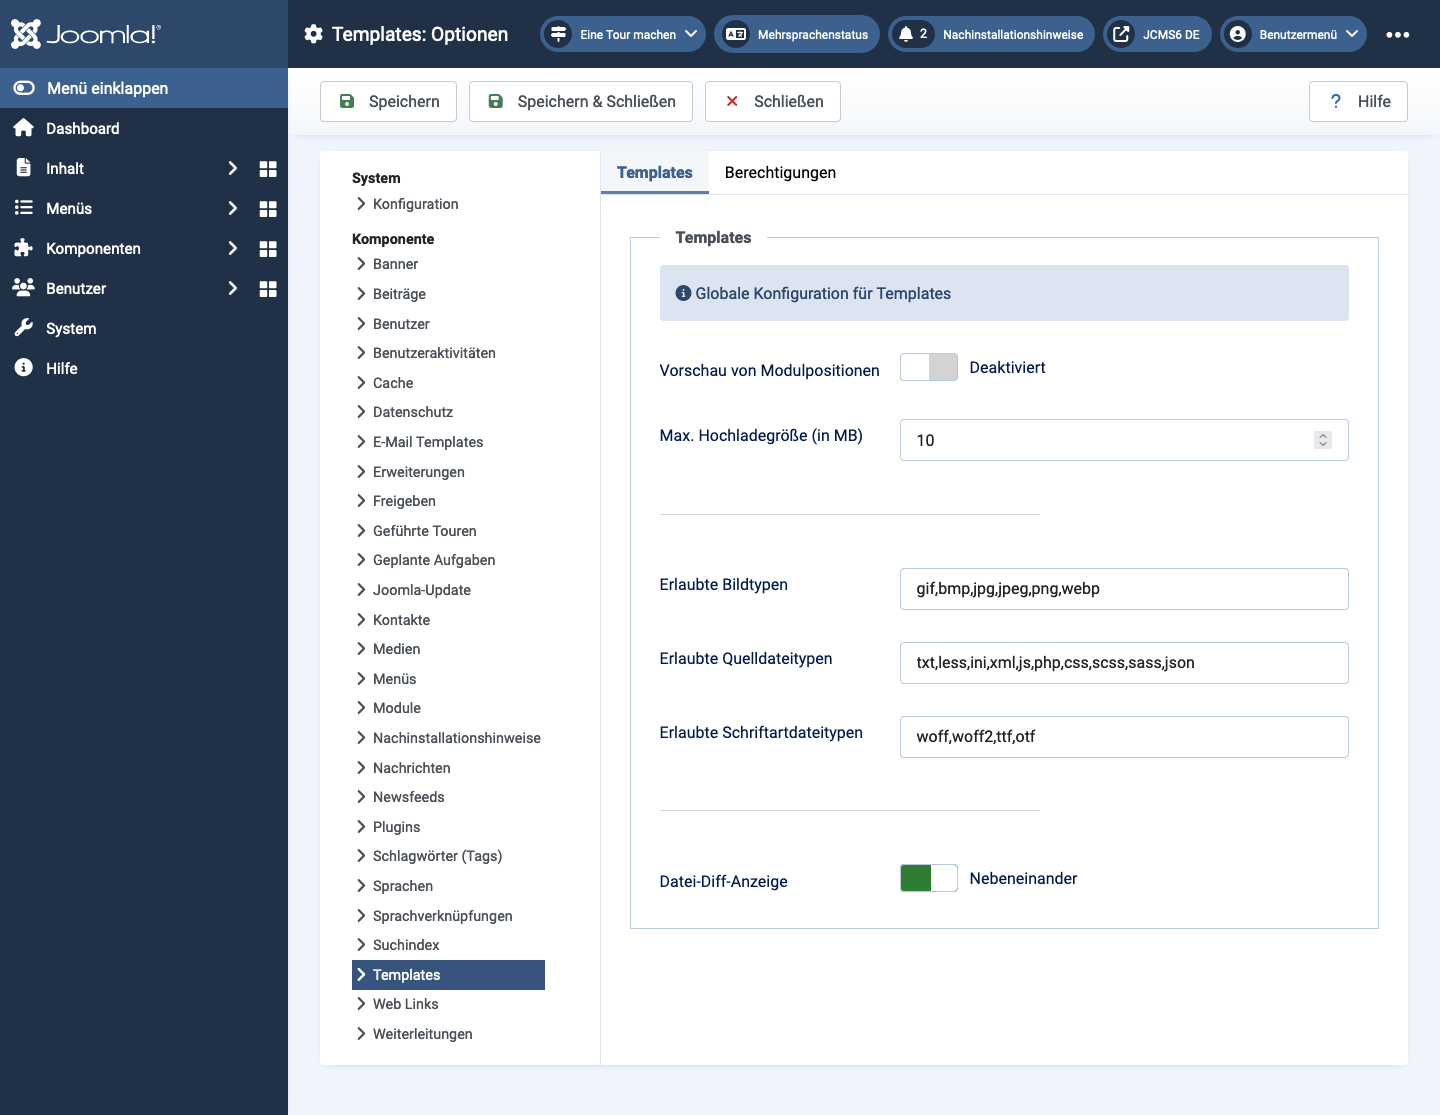 Joomla!®
Templates: Optionen
Eine Tour machen
Mehrsprachenstatus
2 Nachinstallationshinweise
JCMS6 DE
Benutzermenü
Menü einklappen
Dashboard
Inhalt
Menüs
Komponenten
Benutzer
System
Hilfe
Speichern
Speichern & Schließen
Schließen
? Hilfe
System
Konfiguration
Komponente
Banner
Beiträge
Benutzer
Benutzeraktivitäten
Cache
Datenschutz
E-Mail Templates
Erweiterungen
Freigeben
Geführte Touren
Geplante Aufgaben
Joomla-Update
Kontakte
Medien
Menüs
Module
Nachinstallationshinweise
Nachrichten
Newsfeeds
Plugins
Schlagwörter (Tags)
Sprachen
Sprachverknüpfungen
Suchindex
Templates
Web Links
Weiterleitungen
Templates
Berechtigungen
Templates
Globale Konfiguration für Templates
Vorschau von Modulpositionen
Deaktiviert
Max. Hochladegröße (in MB)
10
Erlaubte Bildtypen
gif,bmp,jpg,jpeg,png,webp
Erlaubte Quelldateitypen
txt,less,ini,xml,js,php,css,scss,sass,json
Erlaubte Schriftartdateitypen
woff,woff2,ttf,otf
Datei-Diff-Anzeige
Nebeneinander